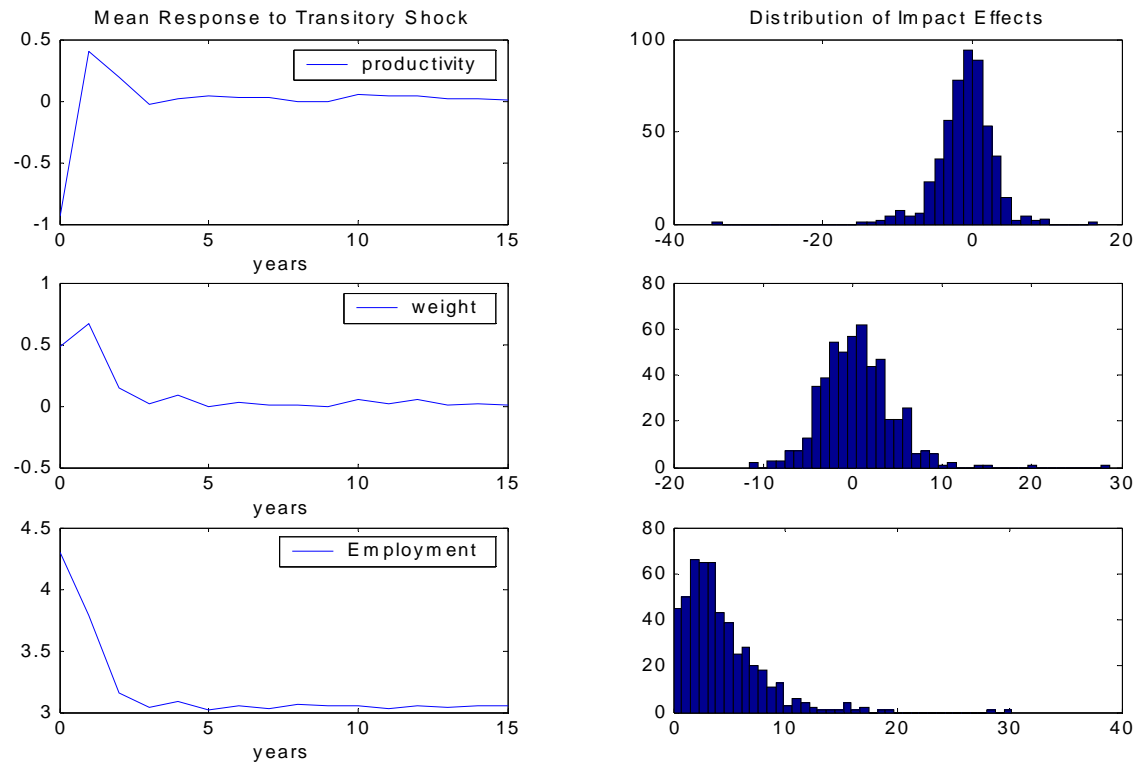 Mean Response to Transitory Shock
0.5
0
-0.5
-1
0 5 10 15
years
productivity
Distribution of Impact Effects
100
50
0
-40 -20 0 20
1
0.5
0
-0.5
0 5 10 15
years
weight
80
60
40
20
0
-20 -10 0 10 20 30
4.5
4
3.5
3
0 5 10 15
years
Employment
80
60
40
20
0
0 10 20 30 40